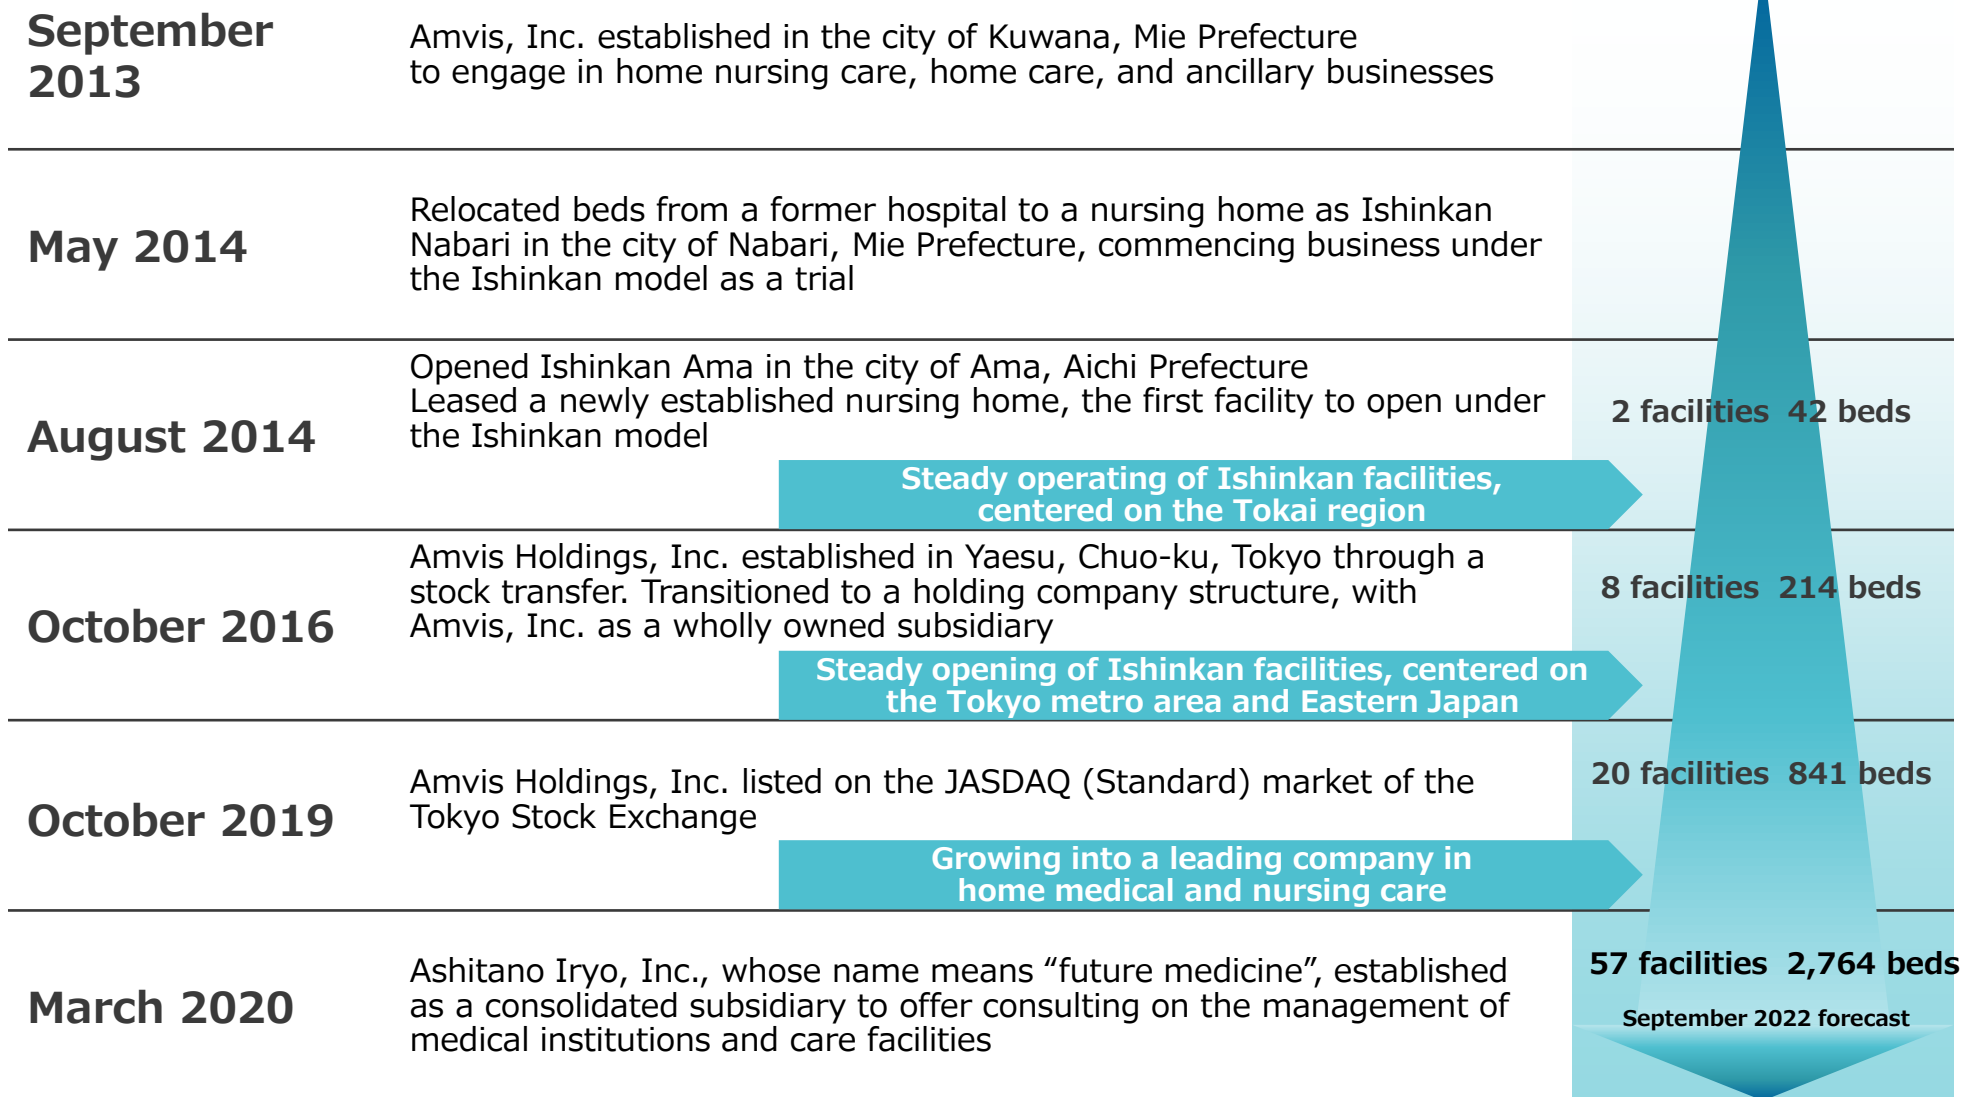 September
2013
Amvis, Inc. established in the city of Kuwana, Mie Prefecture
to engage in home nursing care, home care, and ancillary businesses
May 2014
Relocated beds from a former hospital to a nursing home as Ishinkan
Nabari in the city of Nabari, Mie Prefecture, commencing business under
the Ishinkan model as a trial
August 2014
Opened Ishinkan Ama in the city of Ama, Aichi Prefecture
Leased a newly established nursing home, the first facility to open under
the Ishinkan model
2 facilities 42 beds
Steady operating of Ishinkan facilities,
centered on the Tokai region
October 2016
Amvis Holdings, Inc. established in Yaesu, Chuo-ku, Tokyo through a
stock transfer. Transitioned to a holding company structure, with
Amvis, Inc. as a wholly owned subsidiary
8 facilities 214 beds
Steady opening of Ishinkan facilities, centered on
the Tokyo metro area and Eastern Japan
October 2019
Amvis Holdings, Inc. listed on the JASDAQ (Standard) market of the
Tokyo Stock Exchange
20 facilities 841 beds
Growing into a leading company in
home medical and nursing care
March 2020
Ashitano Iryo, Inc., whose name means “future medicine”, established
as a consolidated subsidiary to offer consulting on the management of
medical institutions and care facilities
57 facilities 2,764 beds
September 2022 forecast